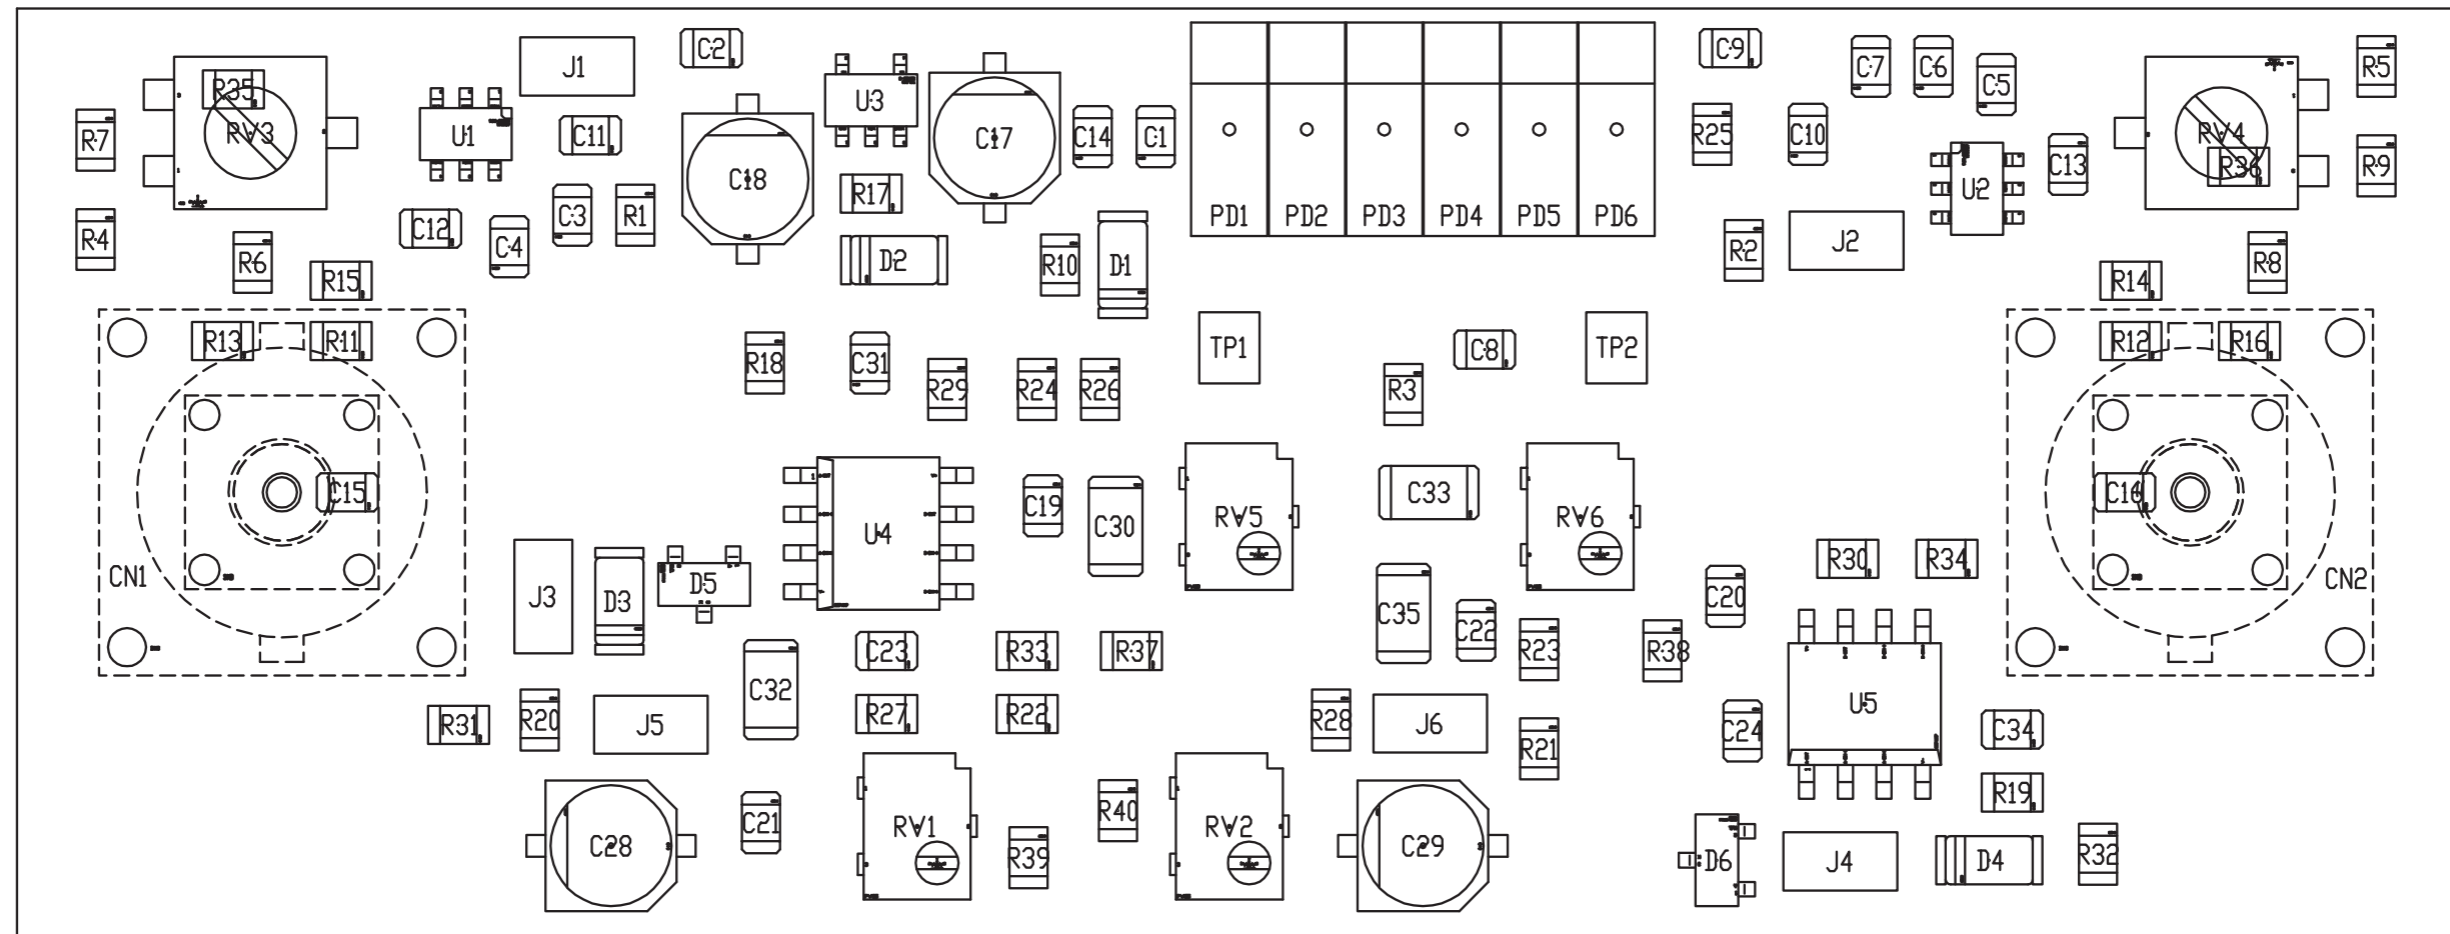 J1 C2 C9
R35 C7 C6 C5 R5
R7 RV3 U1 C11 U3 C17 C14 C1 R25 C10 RV4
C18 R17 C13 R36 R9
R4 C12 C3 R1 U2
R6 C4 D2 R10 D1 PD1 PD2 PD3 PD4 PD5 PD6 R2 J2 R8
R15 R14
R13 R11 R18 C31 TP1 C8 TP2 R12 R16
R29 R24 R26 R3
C15 C19 C33 C16
U4 C30 RV5 RV6
CN1 R30 R34 CN2
J3 D3 D5 C35 C20
C23 R33 R37 C22 R23 R38
C32
R31 R20 J5 R27 R22 R28 J6 R21 C24 U5 C34
C28 C21 RV1 R40 RV2 C29 R19
R39 D6 J4 D4 R32